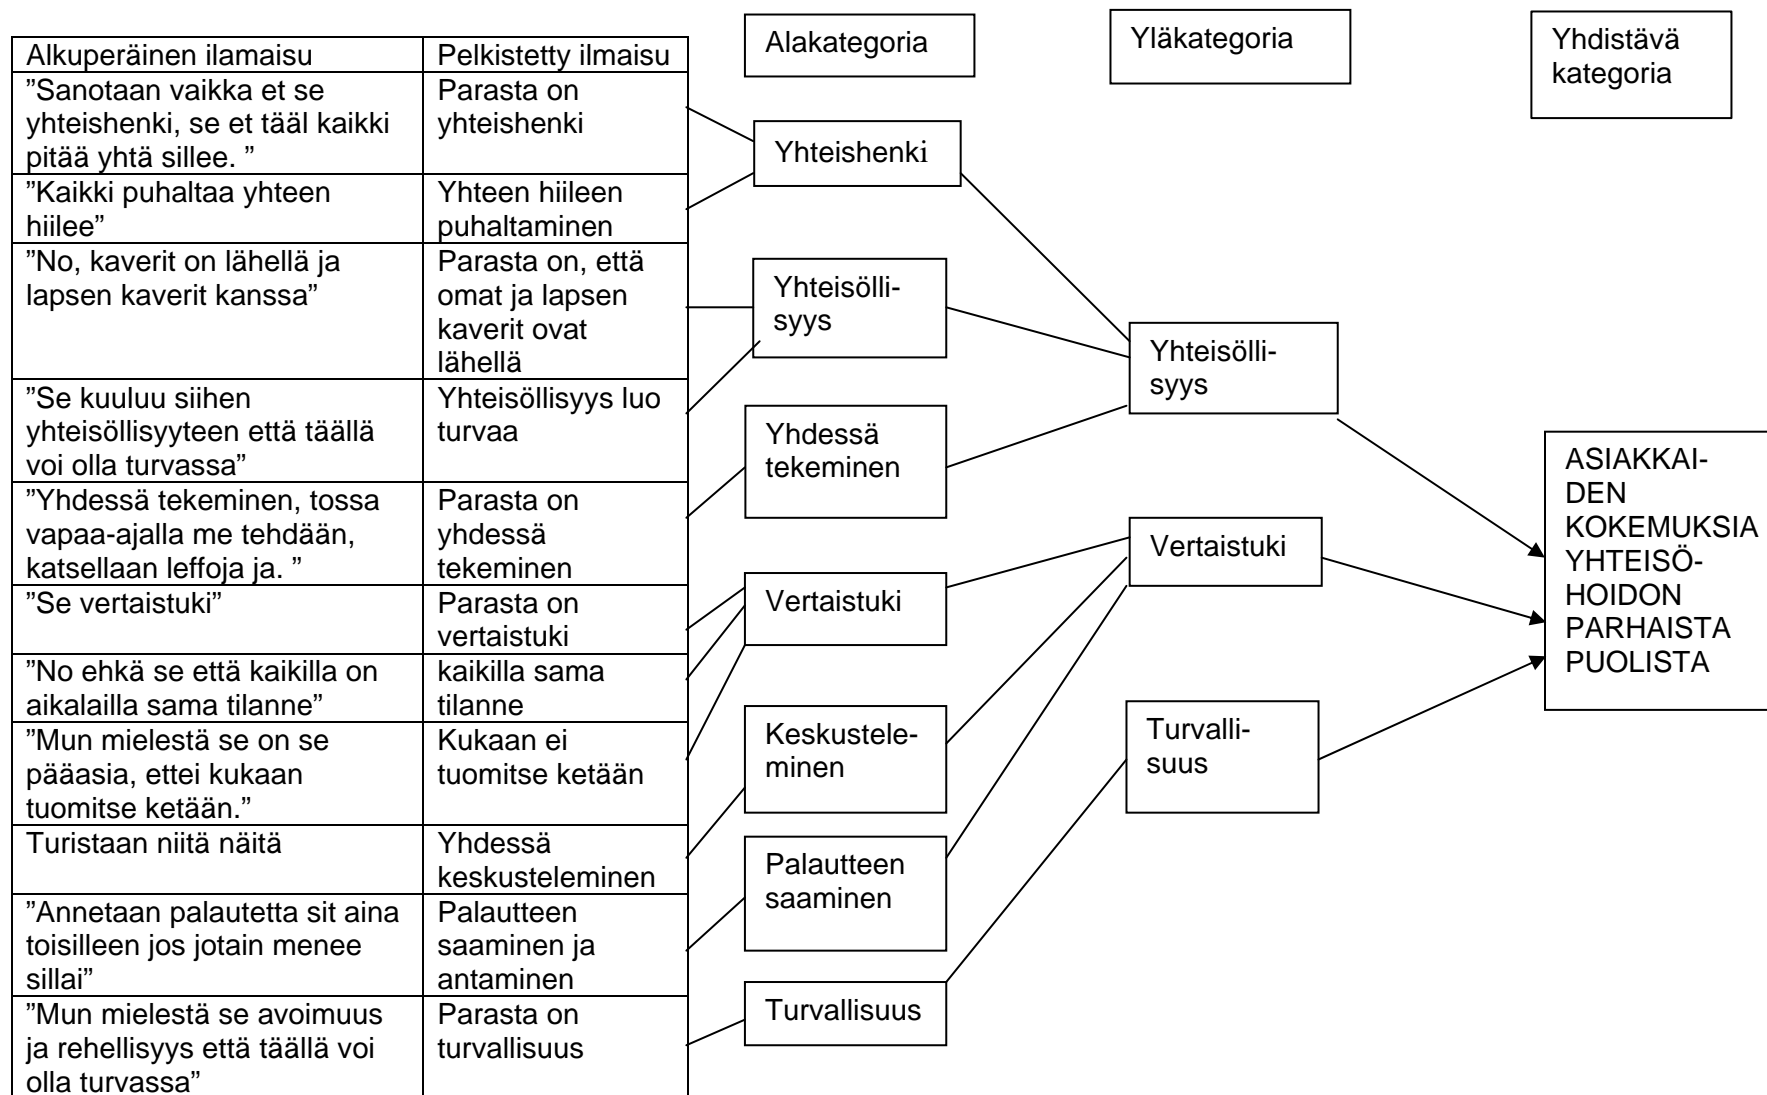 Alakategoria
Yläkategoria
Yhdistävä
kategoria
Alkuperäinen ilamaisu
Pelkistetty ilmaisu
"Sanotaan vaikka et se
yhteishenki, se et tääl kaikki
pitää yhtä sillee. "
Parasta on
yhteishenki
"Kaikki puhaltaa yhteen
hiilee"
Yhteen hiileen
puhaltaminen
"No, kaverit on lähellä ja
lapsen kaverit kanssa"
Parasta on, että
omat ja lapsen
kaverit ovat
lähellä
"Se kuuluu siihen
yhteisöllisyyteen että täällä
voi olla turvassa"
Yhteisöllisyys luo
turvaa
"Yhdessä tekeminen, tossa
vapaa-ajalla me tehdään,
katsellaan leffoja ja. "
Parasta on
yhdessä
tekeminen
"Se vertaistuki"
Parasta on
vertaistuki
"No ehkä se että kaikilla on
aikalailla sama tilanne"
kaikilla sama
tilanne
"Mun mielestä se on se
pääasia, ettei kukaan
tuomitse ketään."
Kukaan ei
tuomitse ketään
Turistaan niitä näitä
Yhdessä
keskusteleminen
"Annetaan palautetta sit aina
toisilleen jos jotain menee
sillai"
Palautteen
saaminen ja
antaminen
"Mun mielestä se avoimuus
ja rehellisyys että täällä voi
olla turvassa"
Parasta on
turvallisuus
Yhteishenki
Yhteisölli-
syys
Yhdessä
tekeminen
Vertaistuki
Keskustele-
minen
Palautteen
saaminen
Turvallisuus
Yhteisölli-
syys
Vertaistuki
Turvalli-
suus
ASIAKKAI-
DEN
KOKEMUKSIA
YHTEISÖ-
HOIDON
PARHAISTA
PUOLISTA